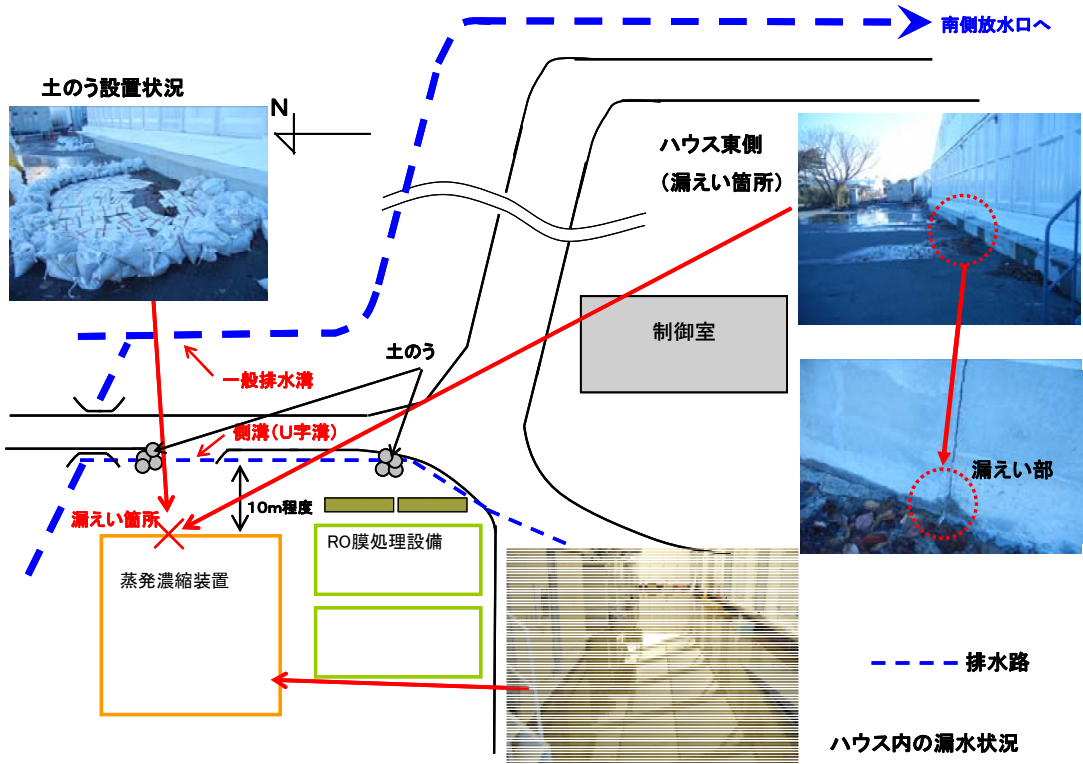 南側放水口へ
土のう設置状況
N
ハウス東側
（漏えい箇所）
制御室
土のう
一般排水溝
側溝（U字溝）
漏えい部
10m程度
漏えい箇所
RO膜処理設備
蒸発濃縮装置
排水路
ハウス内の漏水状況